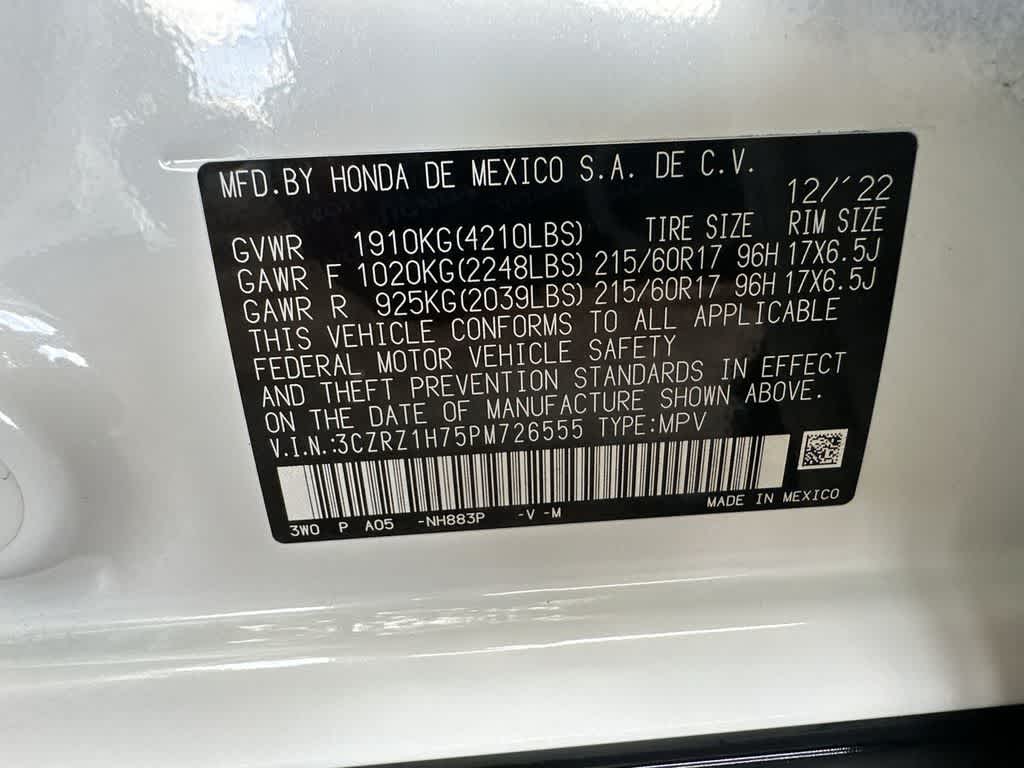 MFD.BY HONDA DE MEXICO S.A. DE C.V.
12/'22
TIRE SIZE RIM SIZE
GVWR 1910KG(4210LBS)
GAWR F 1020KG(2248LBS) 215/60R17 96H 17X6.5J
GAWR R 925KG(2039LBS) 215/60R17 96H 17X6.5J
THIS VEHICLE CONFORMS TO ALL APPLICABLE
FEDERAL MOTOR VEHICLE SAFETY
AND THEFT PREVENTION STANDARDS IN EFFECT
ON THE DATE OF MANUFACTURE SHOWN ABOVE.
V.I.N.:3CZRZ1H75PM726555 TYPE:MPV
3W0 P A05 -NH883P -V -M
MADE IN MEXICO